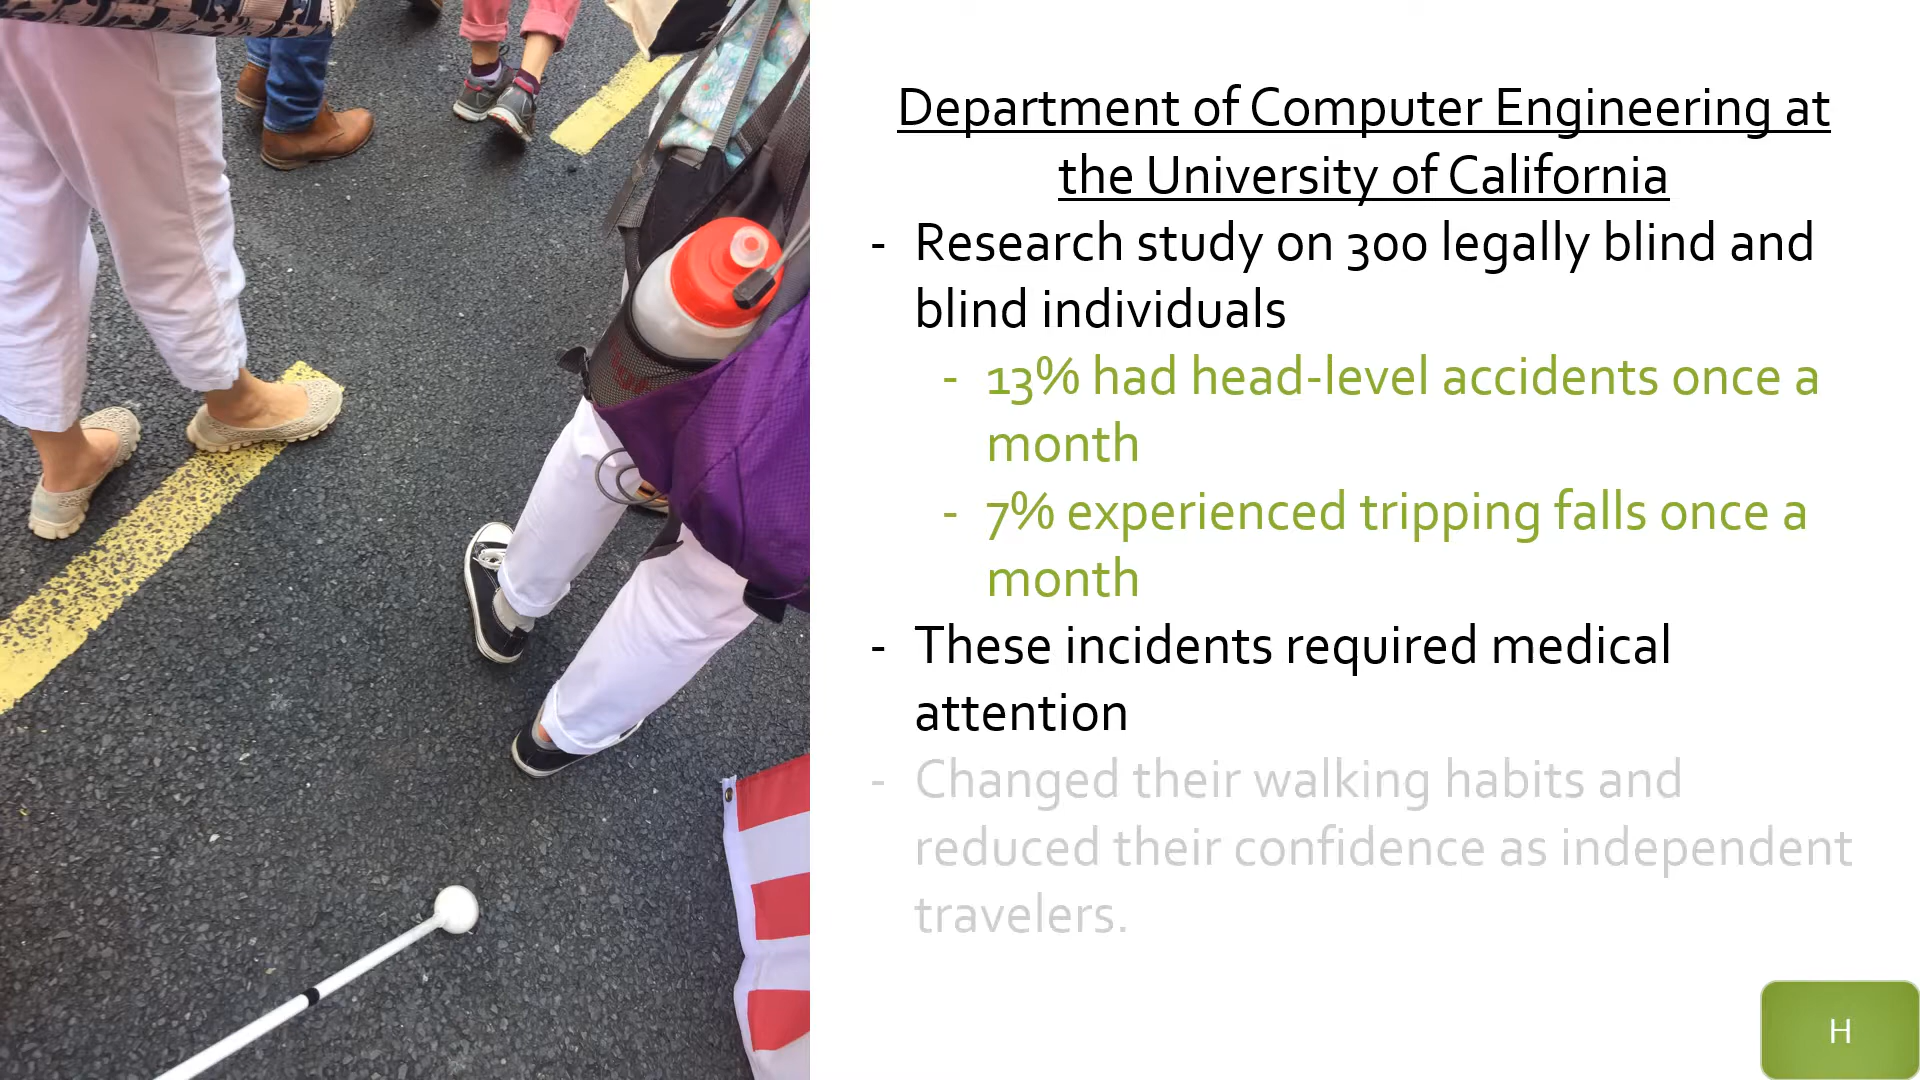 Department of Computer Engineering at
the University of California
- Research study on 300 legally blind and
blind individuals
- 13% had head-level accidents once a
month
- 7% experienced tripping falls once a
month
- These incidents required medical
attention
- Changed their walking habits and
reduced their confidence as independent
travelers.
H